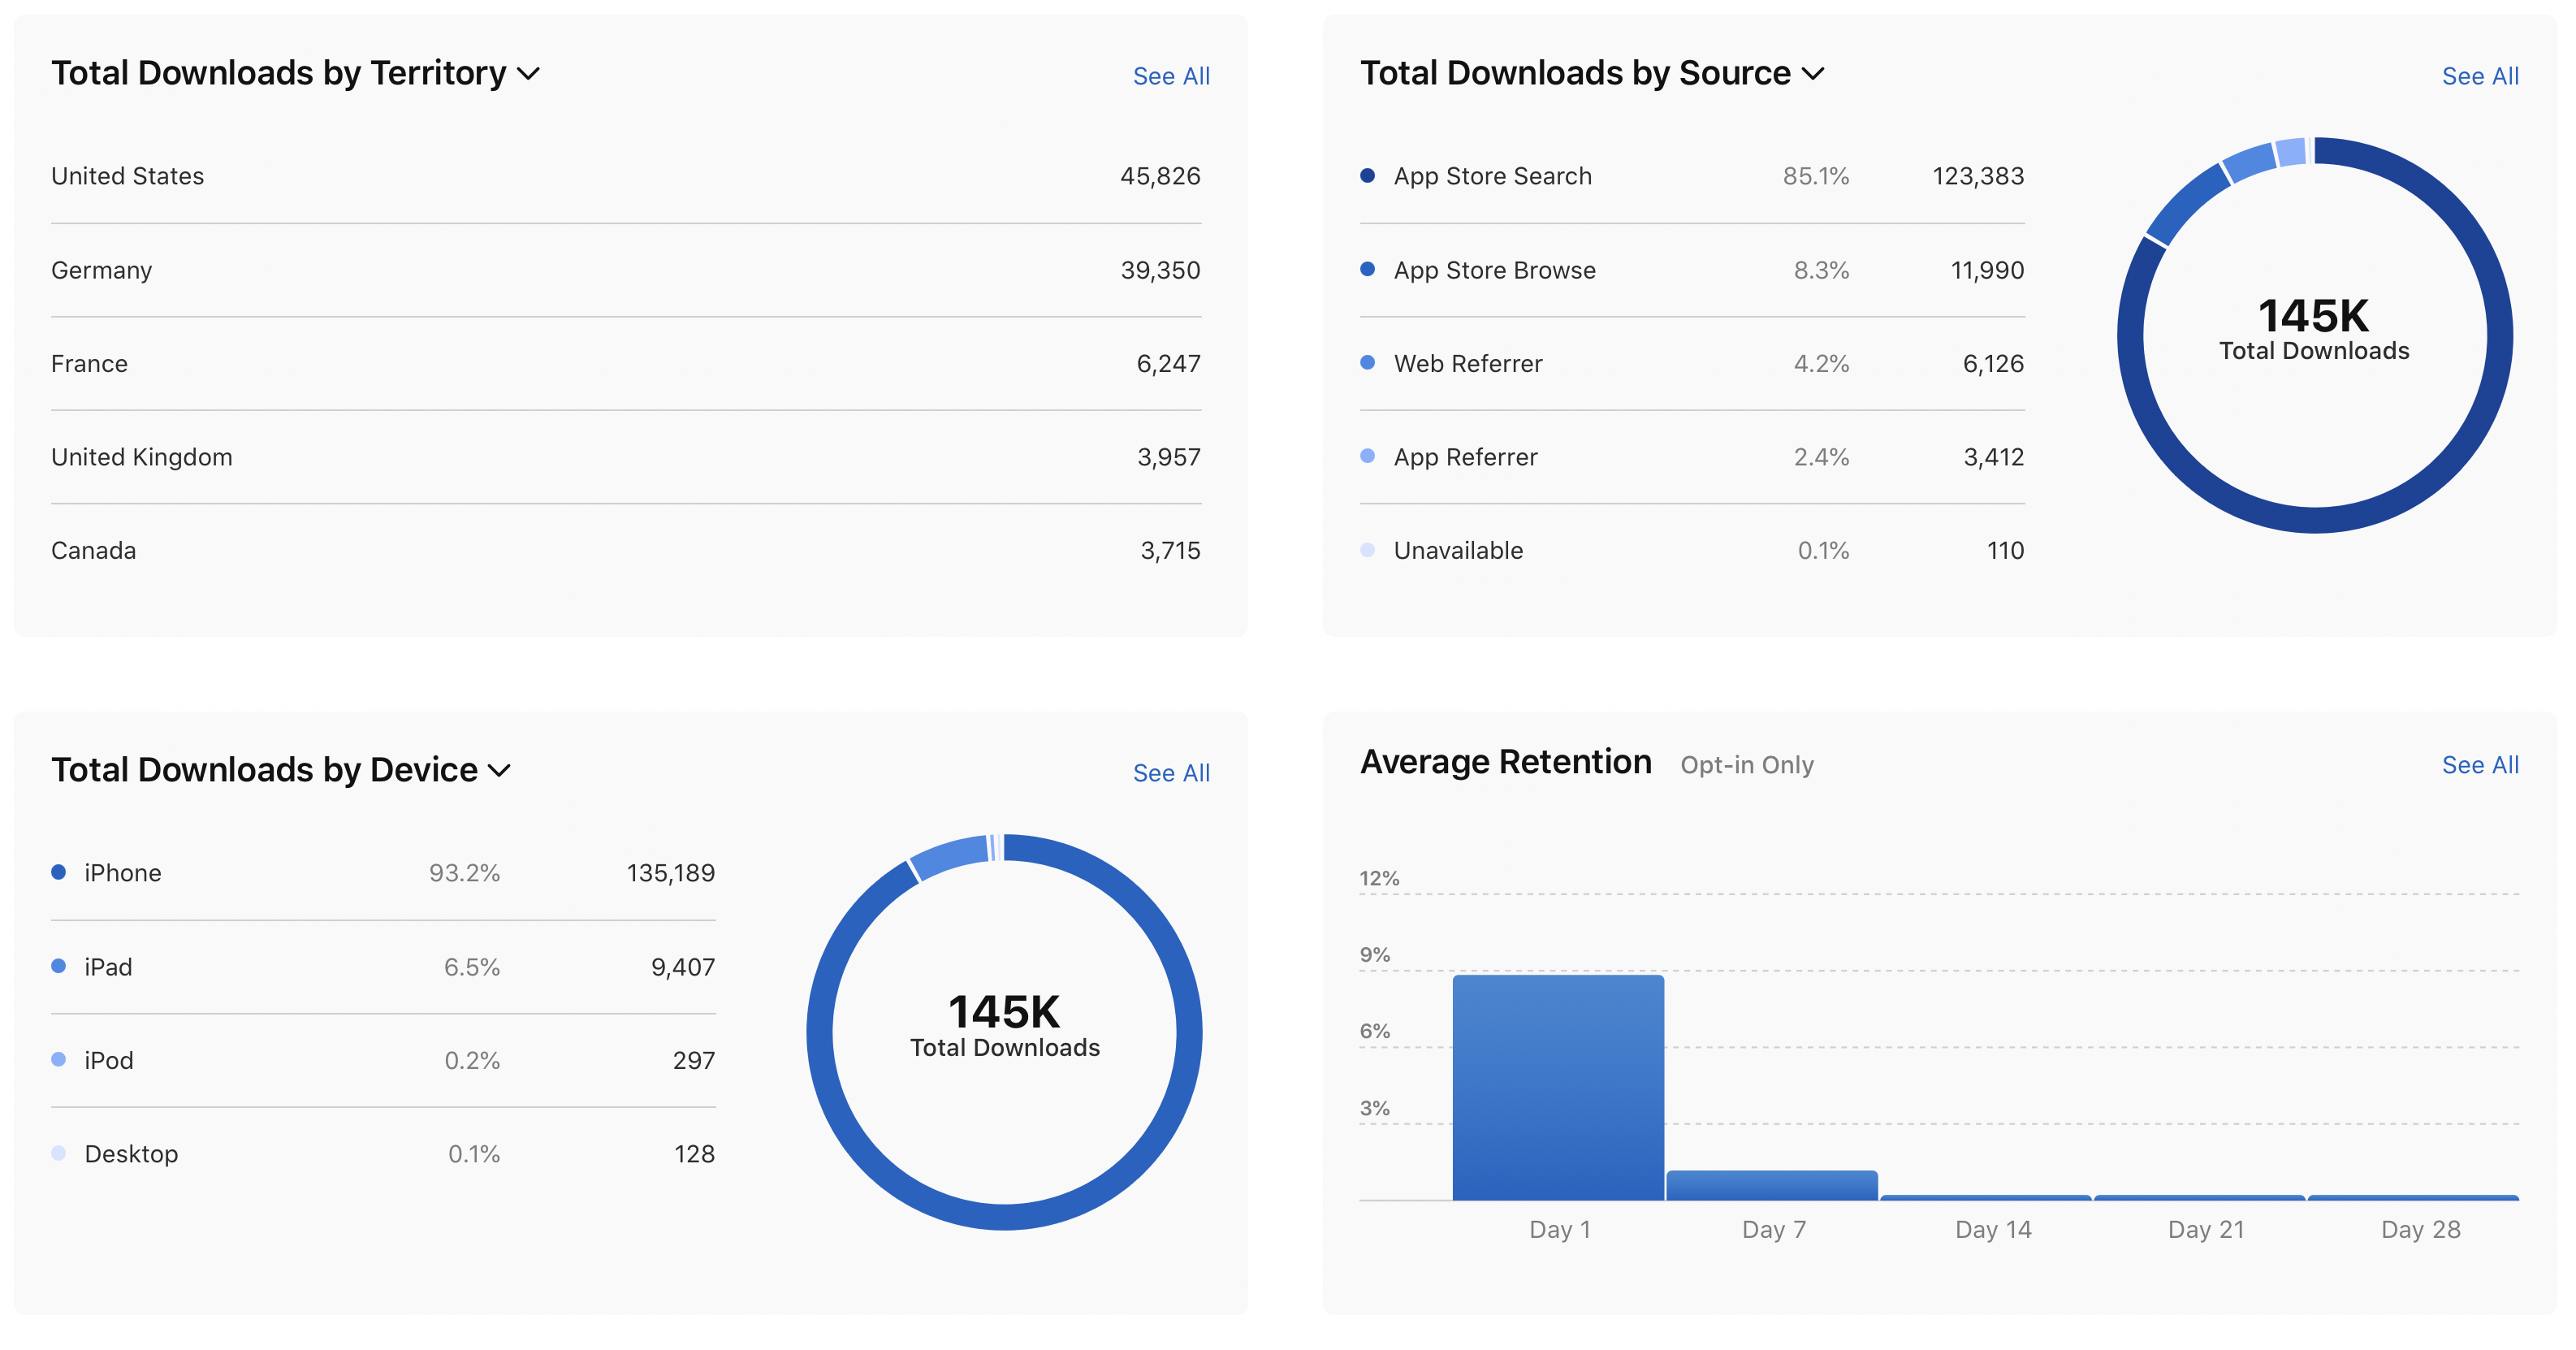 Total Downloads by Territory
See All
United States 45,826
Germany 39,350
France 6,247
United Kingdom 3,957
Canada 3,715
Total Downloads by Source
See All
App Store Search 85.1% 123,383
App Store Browse 8.3% 11,990
Web Referrer 4.2% 6,126
App Referrer 2.4% 3,412
Unavailable 0.1% 110
145K
Total Downloads
Total Downloads by Device
See All
iPhone 93.2% 135,189
iPad 6.5% 9,407
iPod 0.2% 297
Desktop 0.1% 128
145K
Total Downloads
Average Retention Opt-in Only
See All
12%
9%
6%
3%
Day 1 Day 7 Day 14 Day 21 Day 28